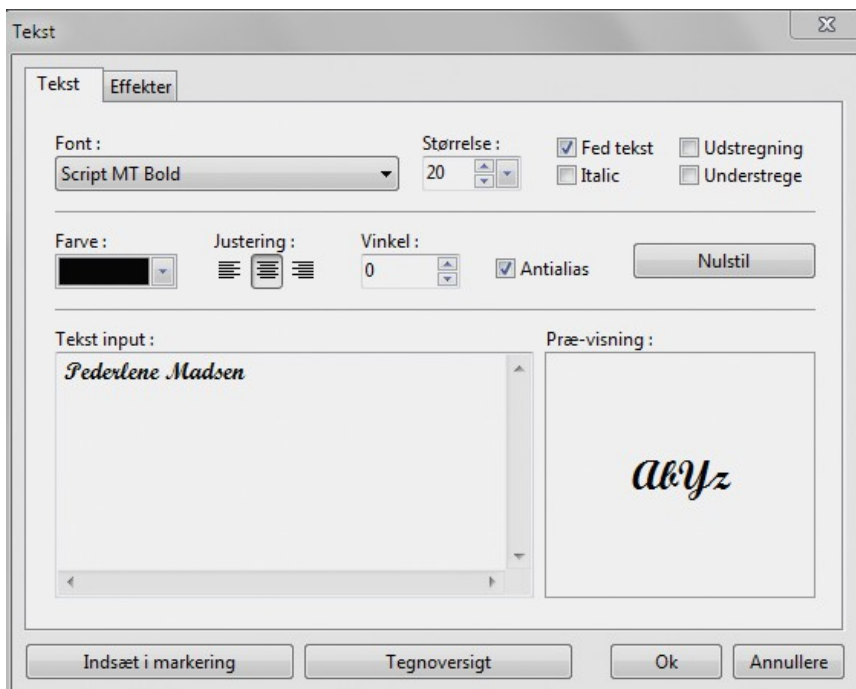 Tekst
Tekst Effekter
Font : Størrelse :
Script MT Bold 20 Fed tekst Udstregning
Italic Understrege
Farve : Justering : Vinkel :
0 Antialias Nulstil
Tekst input : Præ-visning :
Pederlene Madsen
AbYz
Indsæt i markering Tegnoversigt Ok Annullere